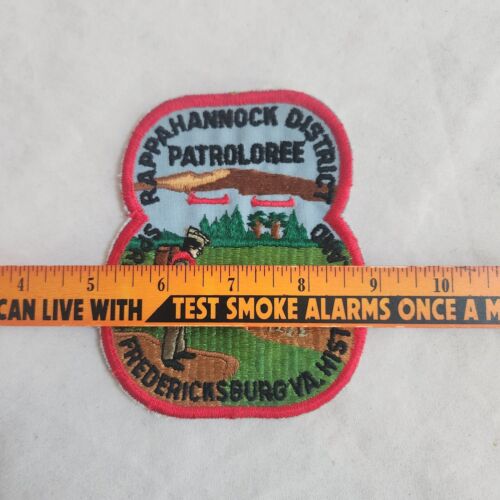 RAPPAHANNOCK DISTRICT
PATROLOREE
4 5 6 7 8 9 10
CAN LIVE WITH TEST SMOKE ALARMS ONCE A M
FREDERICKSBURG VA. HIST